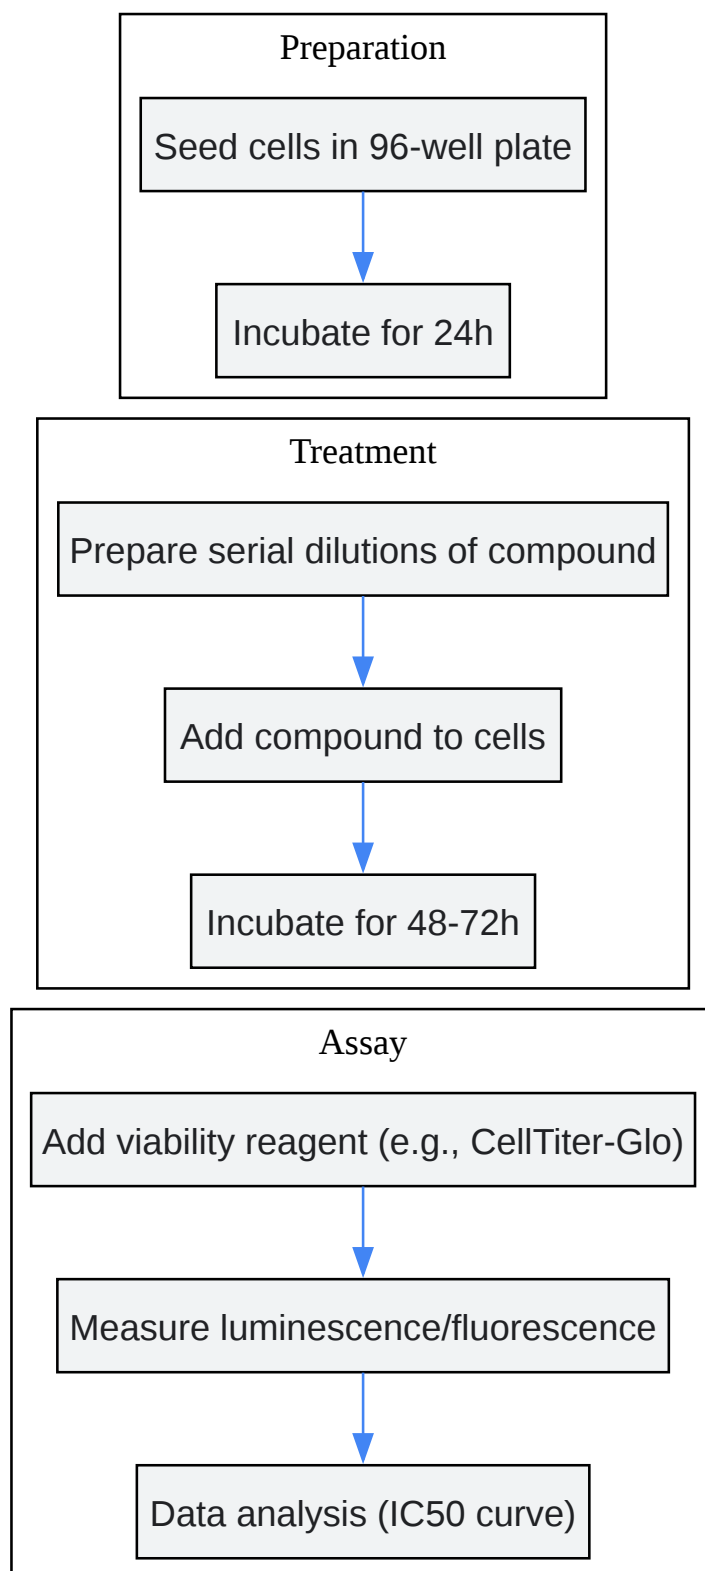 Preparation
Seed cells in 96-well plate
Incubate for 24h
Treatment
Prepare serial dilutions of compound
Add compound to cells
Incubate for 48-72h
Assay
Add viability reagent (e.g., CellTiter-Glo)
Measure luminescence/fluorescence
Data analysis (IC50 curve)